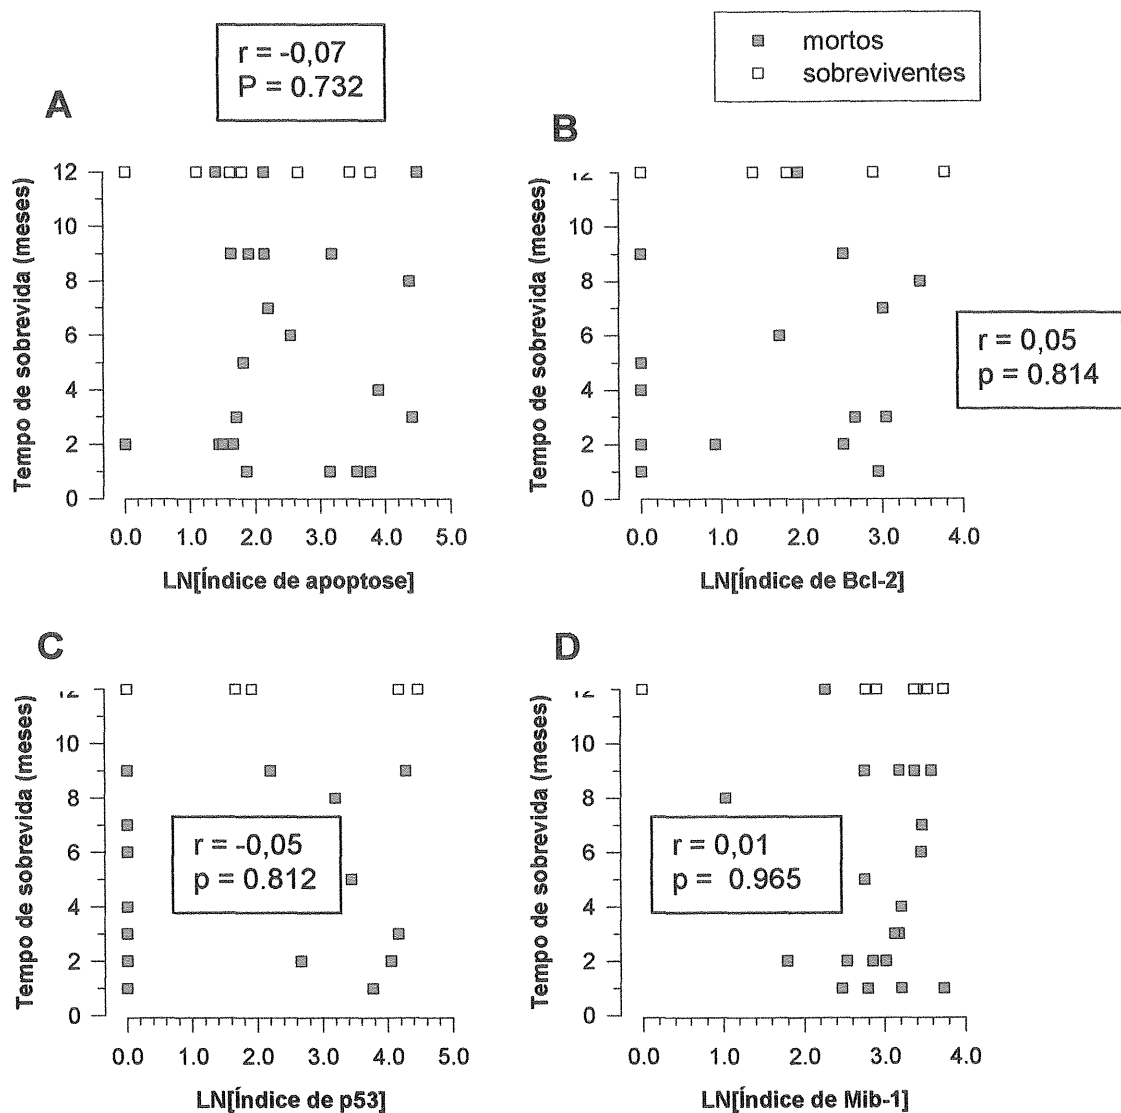 r = -0,07
P = 0.732
mortos
sobreviventes
A
Tempo de sobrevida (meses)
12
10
8
6
4
2
0
0.0 1.0 2.0 3.0 4.0 5.0
LN[Índice de apoptose]
B
Tempo de sobrevida (meses)
12
10
8
6
4
2
0
r = 0,05
p = 0.814
0.0 1.0 2.0 3.0 4.0
LN[Índice de Bcl-2]
C
Tempo de sobrevida (meses)
12
10
8
6
4
2
0
r = -0,05
p = 0.812
0.0 1.0 2.0 3.0 4.0 5.0
LN[Índice de p53]
D
Tempo de sobrevida (meses)
12
10
8
6
4
2
0
r = 0,01
p = 0.965
0.0 1.0 2.0 3.0 4.0
LN[Índice de Mib-1]